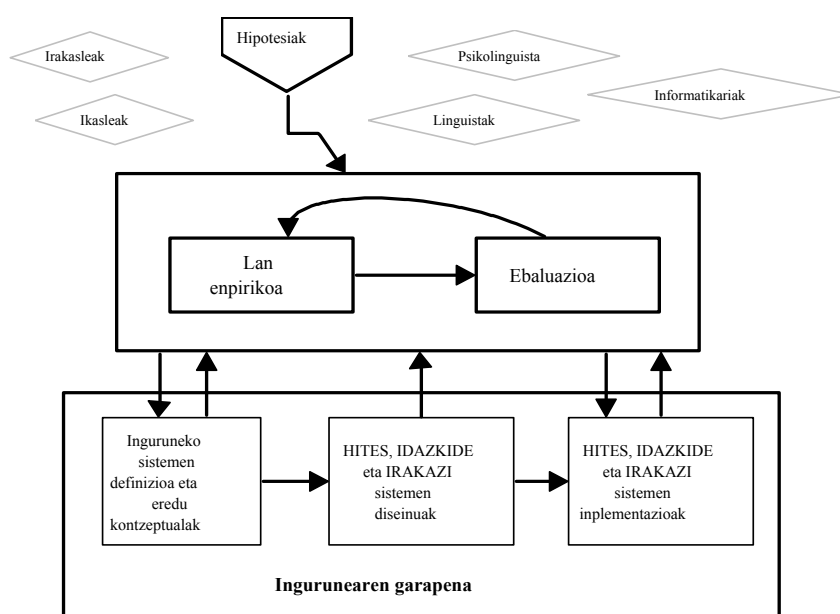 Irakasleak
Hipotesiak
Psikolinguista
Informatikariak
Ikasleak
Linguistak
Lan
enpirikoa
Ebaluazioa
Inguruneko
sistemen
definizioa eta
eredu
kontzeptualak
HITES, IDAZKIDE
eta IRAKAZI
sistemen
diseinuak
HITES, IDAZKIDE
eta IRAKAZI
sistemen
inplementazioak
Ingurunearen garapena